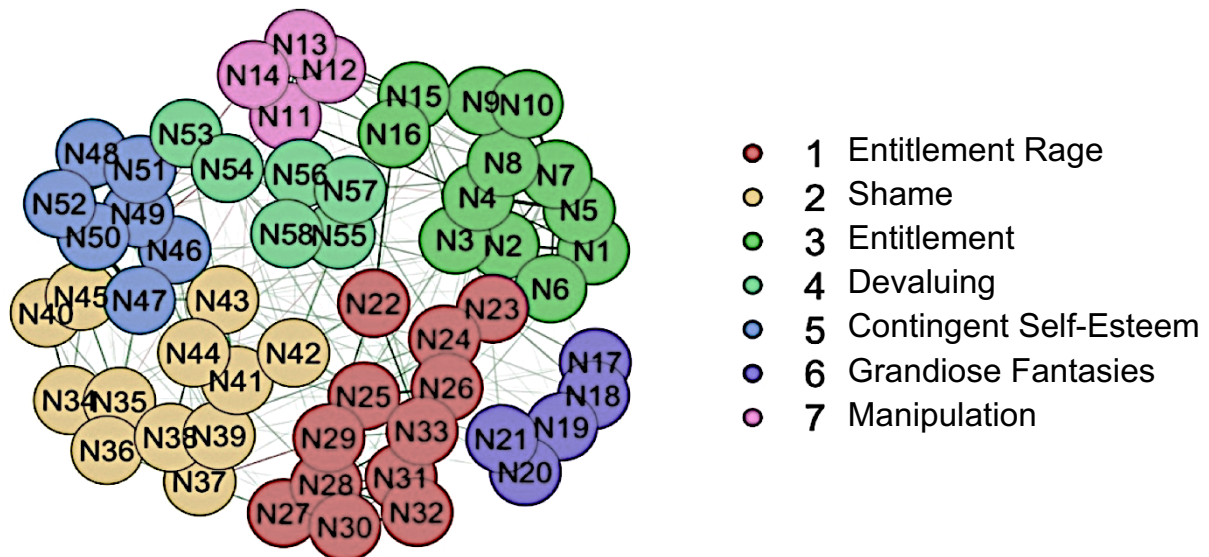 N13
N14
N12
N11
N15
N9
N10
N16
N53
N54
N56
N57
N58
N55
N8
N7
N4
N5
N3
N2
N1
N6
N48
N51
N52
N49
N50
N46
N47
N45
N40
N43
N44
N42
N41
N34
N35
N36
N38
N39
N37
N22
N23
N24
N25
N26
N29
N33
N28
N31
N27
N30
N32
N17
N18
N19
N21
N20
1 Entitlement Rage
2 Shame
3 Entitlement
4 Devaluing
5 Contingent Self-Esteem
6 Grandiose Fantasies
7 Manipulation